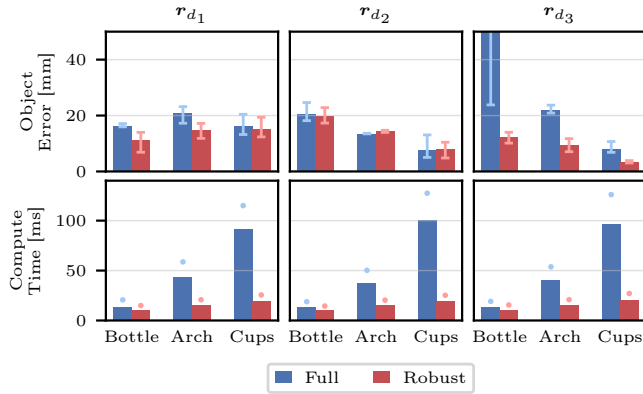 r_{d_1} r_{d_2} r_{d_3}
Object
Error [mm]
40
20
0
Compute
Time [ms]
100
50
0
Bottle Arch Cups Bottle Arch Cups Bottle Arch Cups
Full Robust